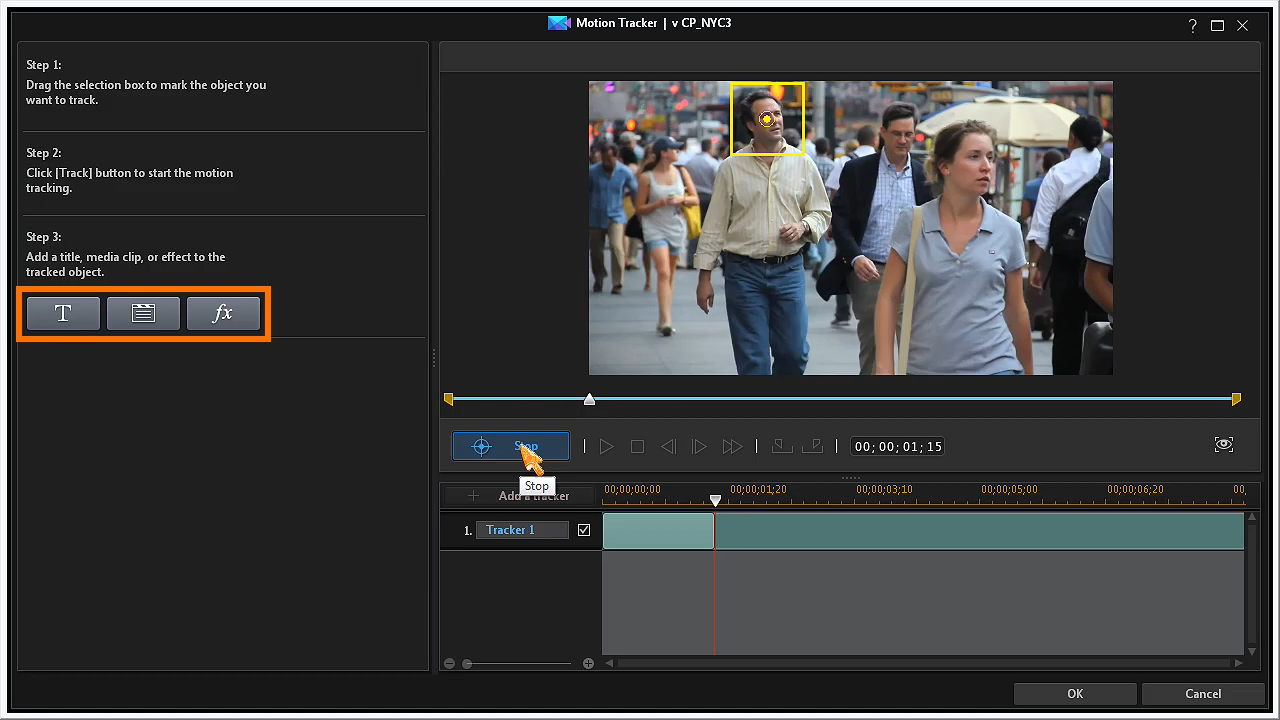 Motion Tracker | v CP_NYC3
?
Step 1:
Drag the selection box to mark the object you
want to track.
Step 2:
Click [Track] button to start the motion
tracking.
Step 3:
Add a title, media clip, or effect to the
tracked object.
T
fx
Stop
00; 00; 01; 15
Stop
Add a tracker
00;00;00;00
00;00;01;20
00;00;03;10
00;00;05;00
00;00;06;20
00
1.
Tracker 1
OK
Cancel